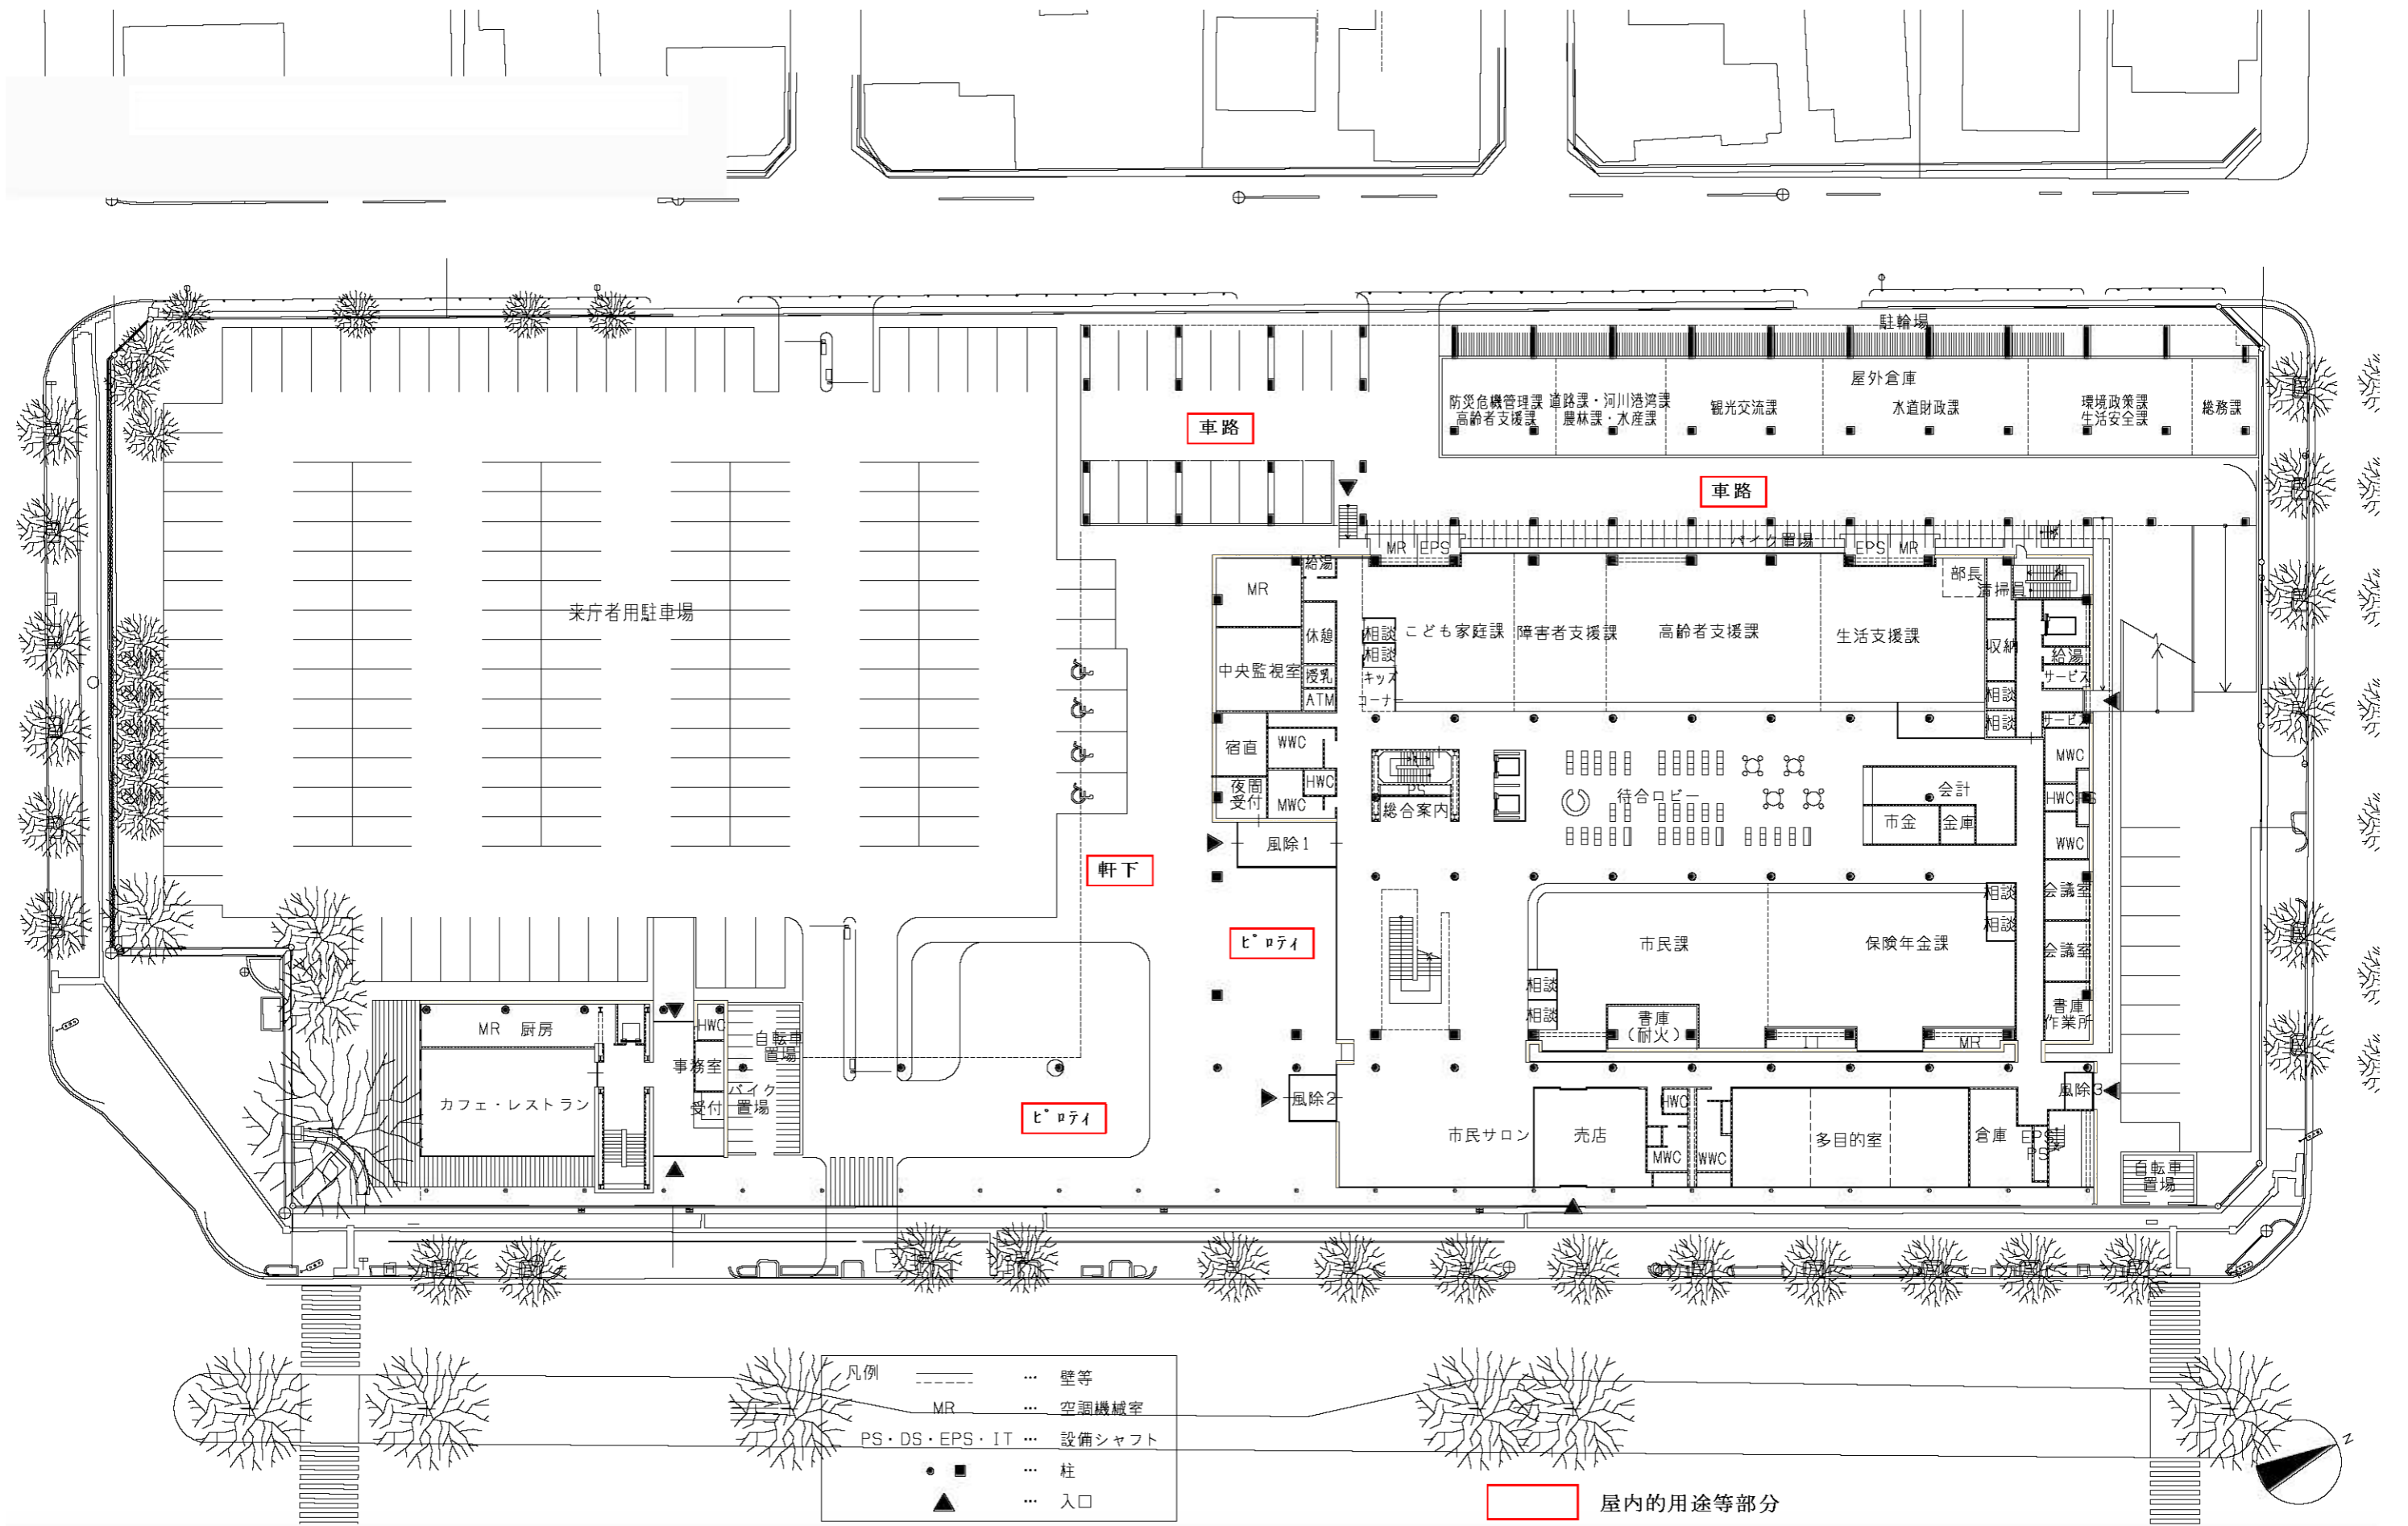 駐輪場
屋外倉庫
防災危機管理課
高齢者支援課
道路課・河川港湾課
農林課・水産課
観光交流課
水道財政課
環境政策課
生活安全課
総務課
車路
車路
バイク置場
MR
EPS
EPS
MR
給湯
MR
部長
清掃員
来庁者用駐車場
休憩
相談
こども家庭課
障害者支援課
高齢者支援課
生活支援課
収納
相談
給湯
中央監視室
授乳
キッズ
コーナー
サービス
ATM
相談
相談
サービス
宿直
WWC
MWC
夜間
受付
HWC
MWC
PS
総合案内
待合ロビー
会計
市金
金庫
HWC
PS
風除1
WWC
軒下
ピロティ
相談
相談
会議室
市民課
保険年金課
会議室
相談
相談
書庫
(耐火)
IT
MR
書庫
作業所
MR
厨房
HWC
自転車
置場
事務室
カフェ・レストラン
受付
バイク
置場
ピロティ
風除2
風除3
市民サロン
売店
HWC
MWC
WWC
多目的室
倉庫
EPS
PS
自転車
置場
凡例
… 壁等
MR … 空調機械室
PS・DS・EPS・IT … 設備シャフト
… 柱
… 入口
屋内的用途等部分
N